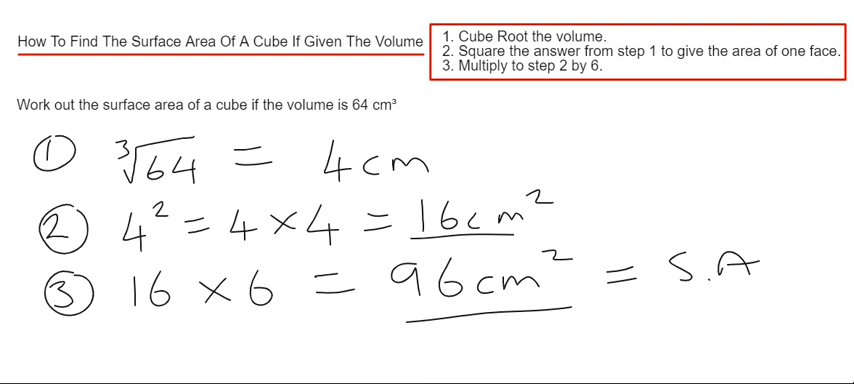 How To Find The Surface Area Of A Cube If Given The Volume
1. Cube Root the volume.
2. Square the answer from step 1 to give the area of one face.
3. Multiply to step 2 by 6.
Work out the surface area of a cube if the volume is 64 cm³
① ³√64 = 4cm
② 4² = 4 × 4 = 16cm²
③ 16 × 6 = 96cm² = S.A